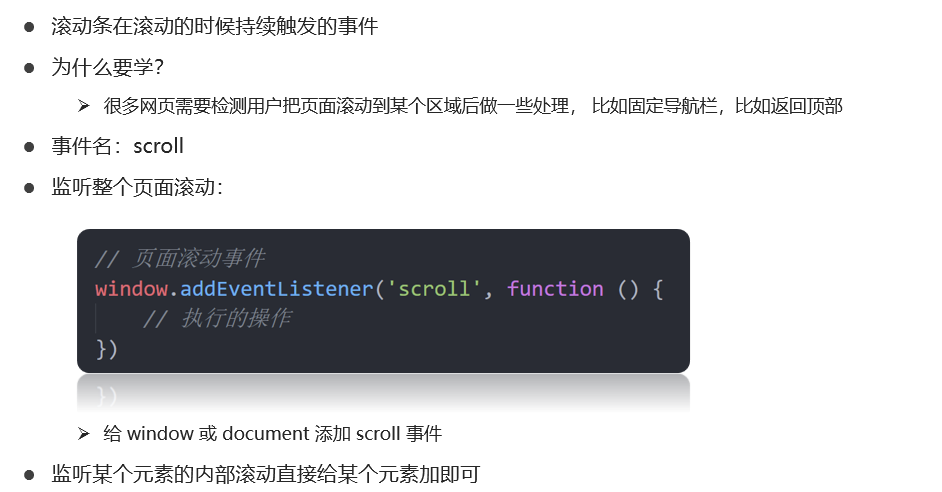 滚动条在滚动的时候持续触发的事件
为什么要学？
很多网页需要检测用户把页面滚动到某个区域后做一些处理， 比如固定导航栏，比如返回顶部
事件名：scroll
监听整个页面滚动：
// 页面滚动事件
window.addEventListener('scroll', function () {
    // 执行的操作
})
给 window 或 document 添加 scroll 事件
监听某个元素的内部滚动直接给某个元素加即可